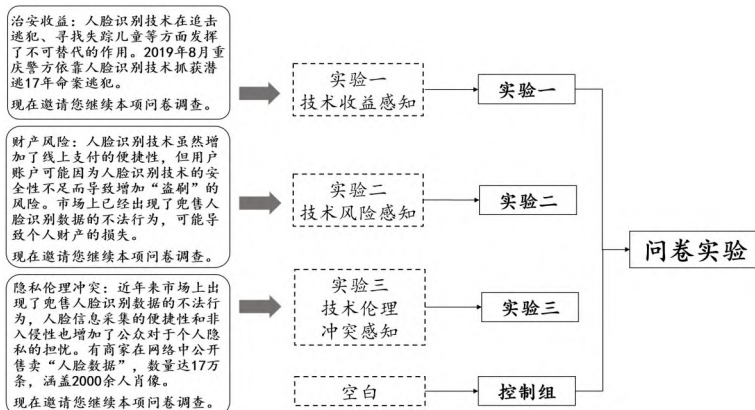 治安收益：人脸识别技术在追击
逃犯、寻找失踪儿童等方面发挥
了不可替代的作用。2019年8月重
庆警方依靠人脸识别技术抓获潜
逃17年命案逃犯。
现在邀请您继续本项问卷调查。
实验一
技术收益感知
实验一
财产风险：人脸识别技术虽然增
加了线上支付的便捷性，但用户
账户可能因为人脸识别技术的安
全性不足而导致增加“盗刷”的
风险。市场上已经出现了兜售人
脸识别数据的不法行为，可能导
致个人财产的损失。
现在邀请您继续本项问卷调查。
实验二
技术风险感知
实验二
隐私伦理冲突：近年来市场上出
现了兜售人脸识别数据的不法行
为，人脸信息采集的便捷性和非
入侵性也增加了公众对于个人隐
私的担忧。有商家在网络中公开
售卖“人脸数据”，数量达17万
条，涵盖2000余人肖像。
现在邀请您继续本项问卷调查。
实验三
技术伦理
冲突感知
实验三
空白
控制组
问卷实验